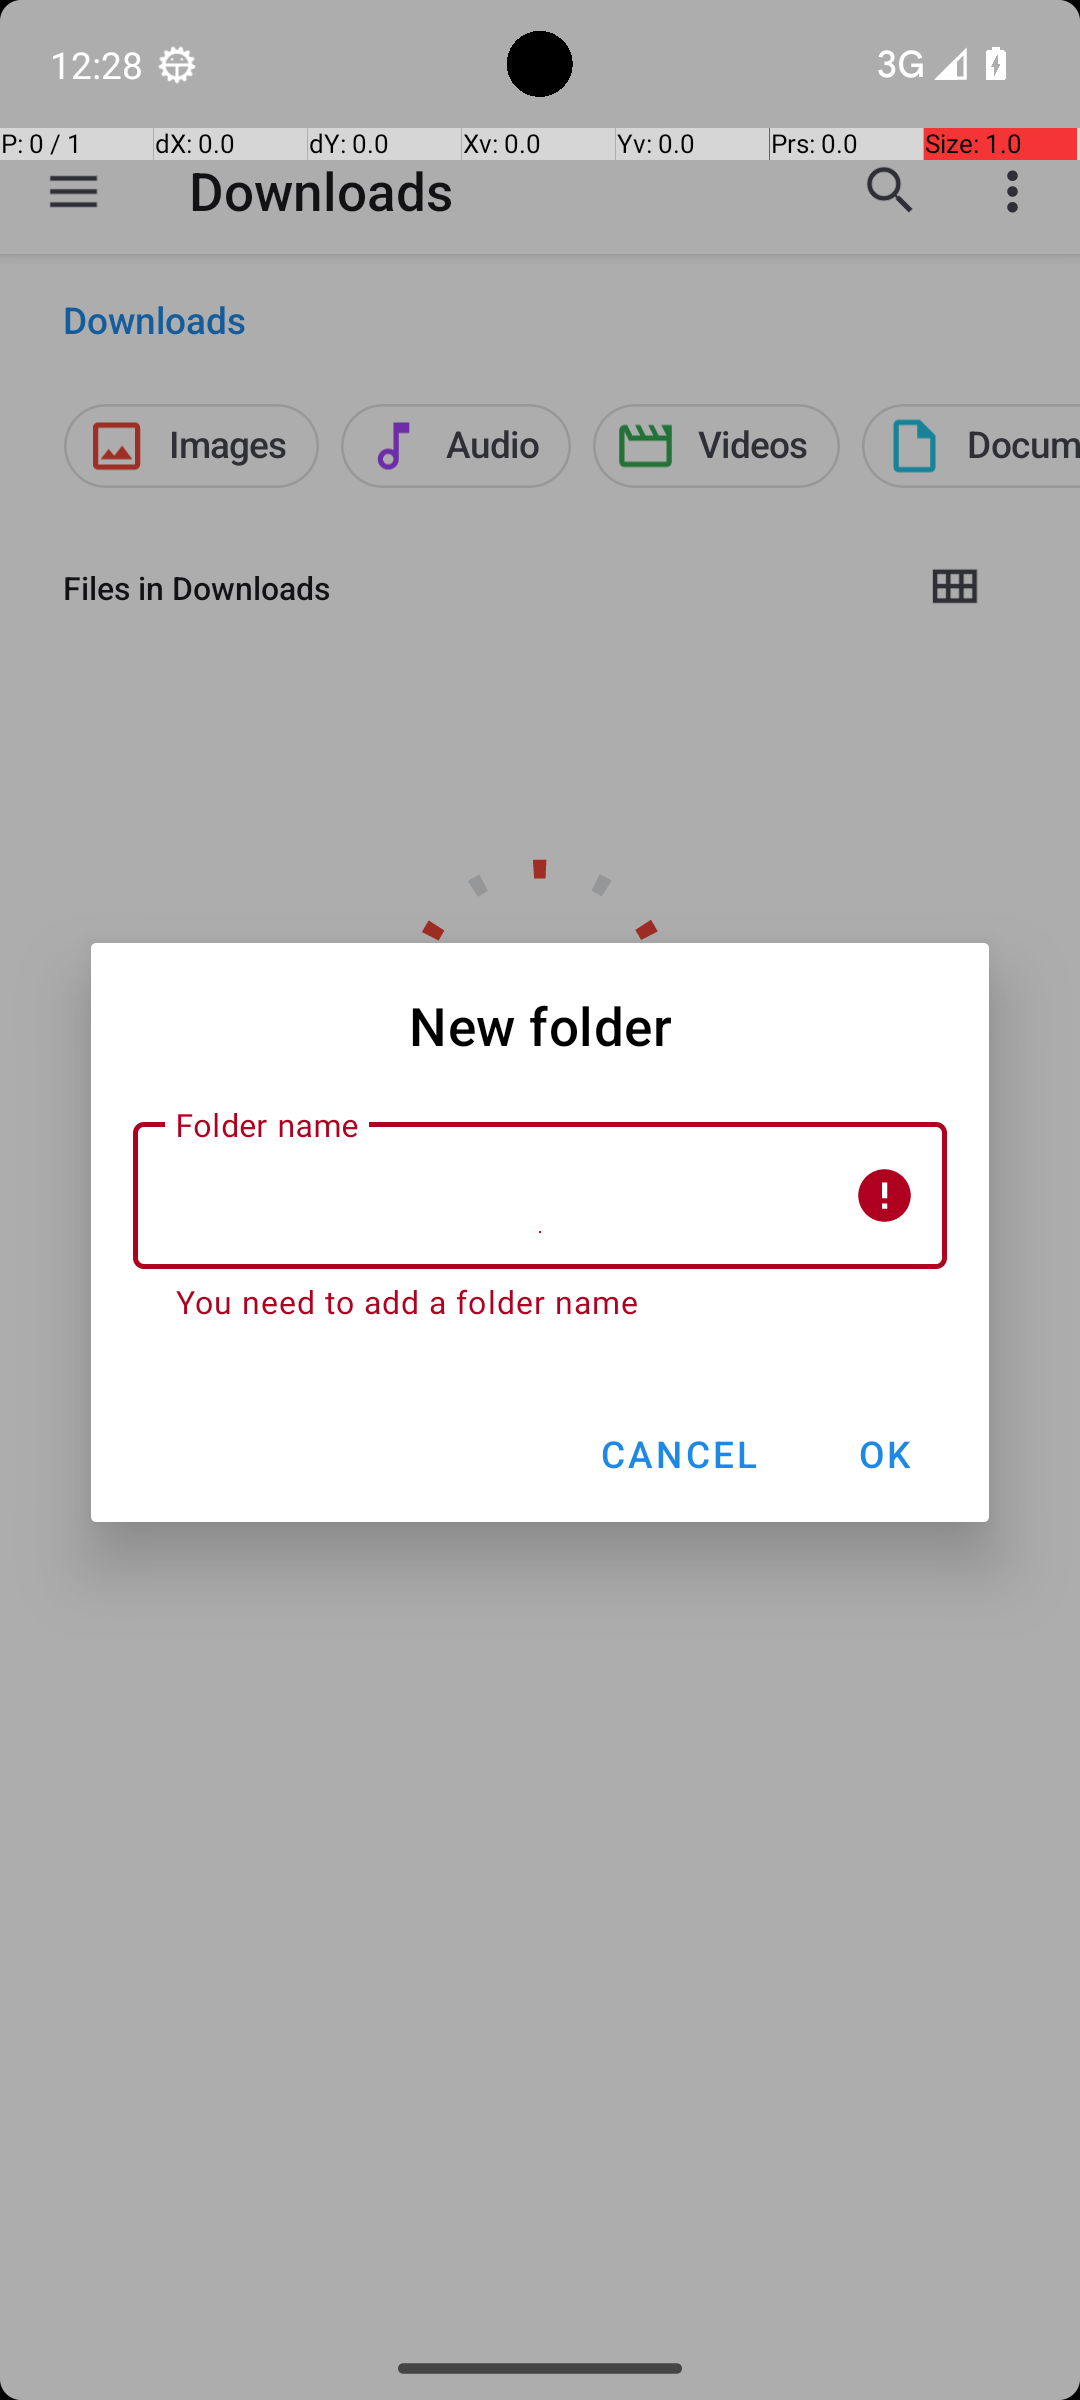 12:28
3G
P: 0 / 1
dX: 0.0
dY: 0.0
Xv: 0.0
Yv: 0.0
Prs: 0.0
Size: 1.0
Downloads
Downloads
Images
Audio
Videos
Docum
Files in Downloads
New folder
Folder name
You need to add a folder name
CANCEL
OK